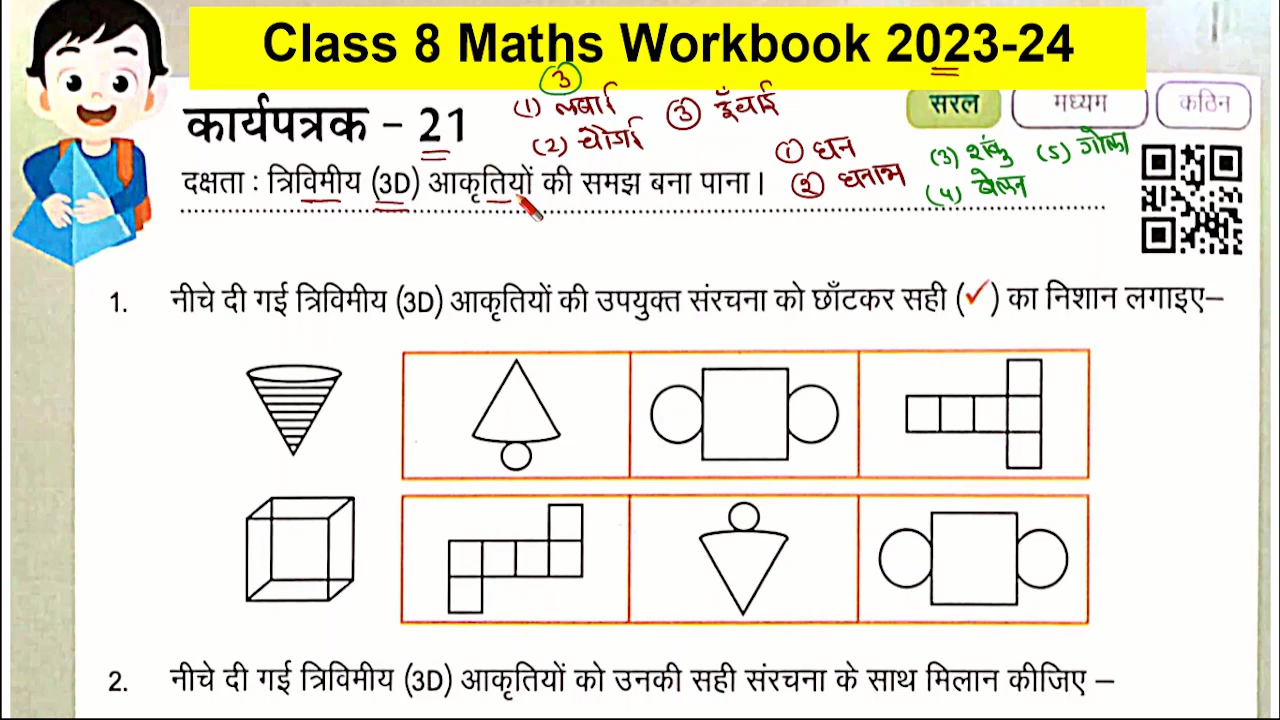 Class 8 Maths Workbook 2023-24
(3)
(1) लंबाई
(2) चौड़ाई
(3) ऊँचाई
सरल
मध्यम
कठिन
कार्यपत्रक – 21
(1) घन
(2) घनाभ
(3) शंकु
(4) बेलन
(5) गोला
दक्षता : त्रिविमीय (3D) आकृतियों की समझ बना पाना।
1. नीचे दी गई त्रिविमीय (3D) आकृतियों की उपयुक्त संरचना को छाँटकर सही (✓) का निशान लगाइए–
2. नीचे दी गई त्रिविमीय (3D) आकृतियों को उनकी सही संरचना के साथ मिलान कीजिए –